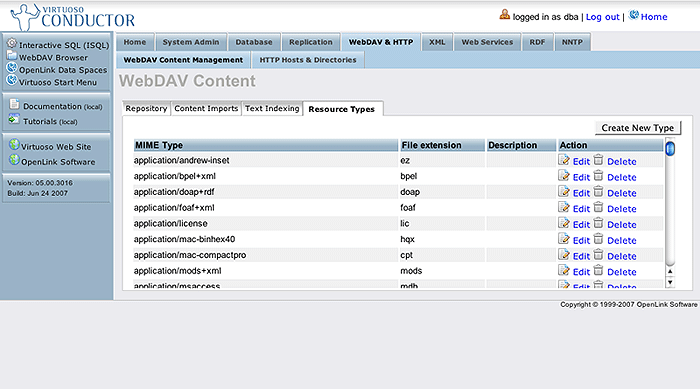 VIRTUOSO
CONDUCTOR
logged in as dba | Log out | Home
Interactive SQL (ISQL)
WebDAV Browser
OpenLink Data Spaces
Virtuoso Start Menu
Documentation (local)
Tutorials (local)
Virtuoso Web Site
OpenLink Software
Version: 05.00.3016
Build: Jun 24 2007
Home System Admin Database Replication WebDAV & HTTP XML Web Services RDF NNTP
WebDAV Content Management HTTP Hosts & Directories
WebDAV Content
Repository Content Imports Text Indexing Resource Types
Create New Type
MIME Type File extension Description Action
application/andrew-inset ez Edit Delete
application/bpel+xml bpel Edit Delete
application/doap+rdf doap Edit Delete
application/foaf+xml foaf Edit Delete
application/license lic Edit Delete
application/mac-binhex40 hqx Edit Delete
application/mac-compactpro cpt Edit Delete
application/mods+xml mods Edit Delete
application/msaccess mdb Edit Delete
Copyright © 1999-2007 OpenLink Software